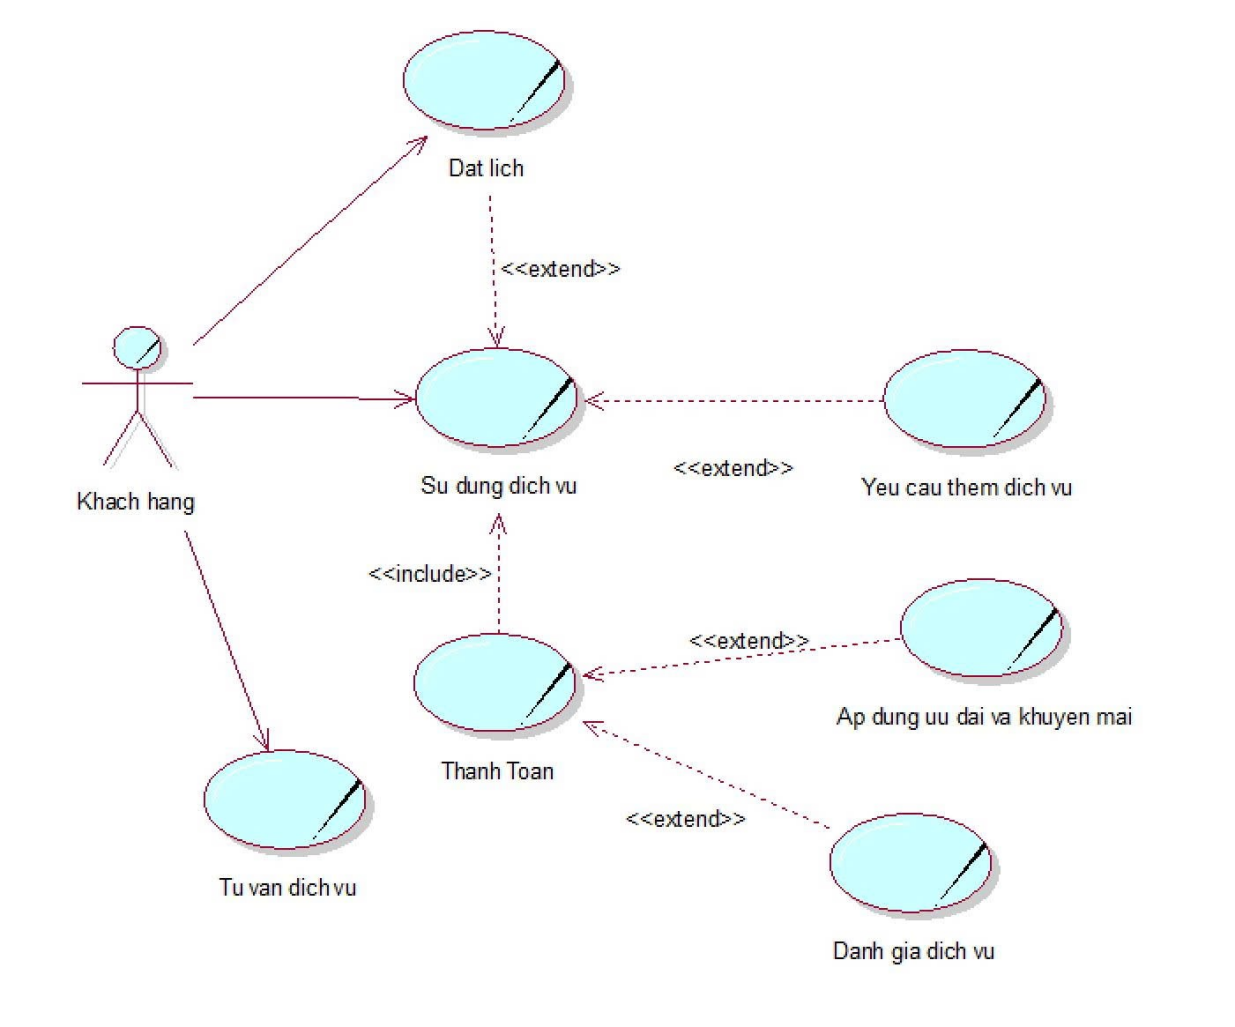 Dat lich
<<extend>>
Khach hang
Su dung dich vu
<<extend>>
Yeu cau them dich vu
<<include>>
<<extend>>
Ap dung uu dai va khuyen mai
Thanh Toan
<<extend>>
Tu van dich vu
Danh gia dich vu